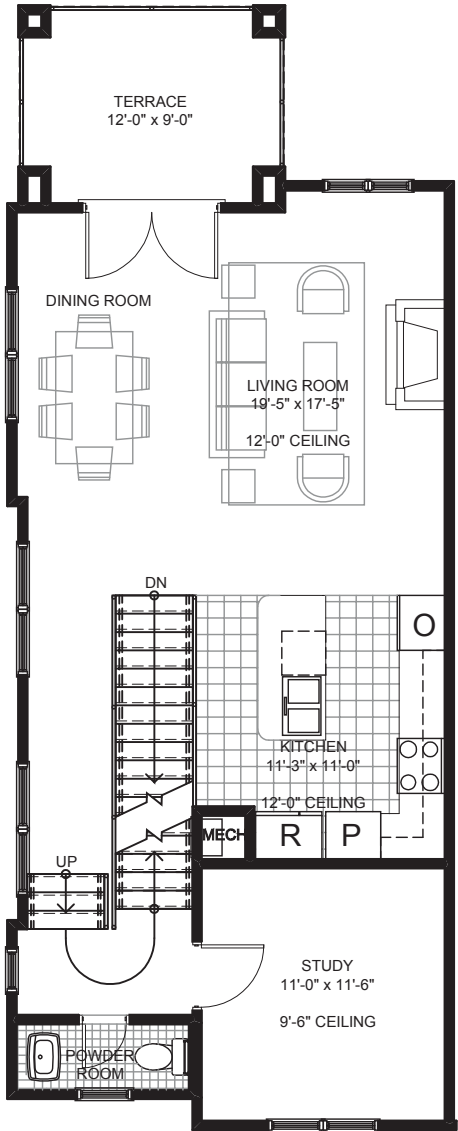 TERRACE
12'-0" x 9'-0"
DINING ROOM
LIVING ROOM
19'-5" x 17'-5"
12'-0" CEILING
DN
O
KITCHEN
11'-3" x 11'-0"
12'-0" CEILING
MECH
R
P
UP
STUDY
11'-0" x 11'-6"
9'-6" CEILING
POWDER
ROOM